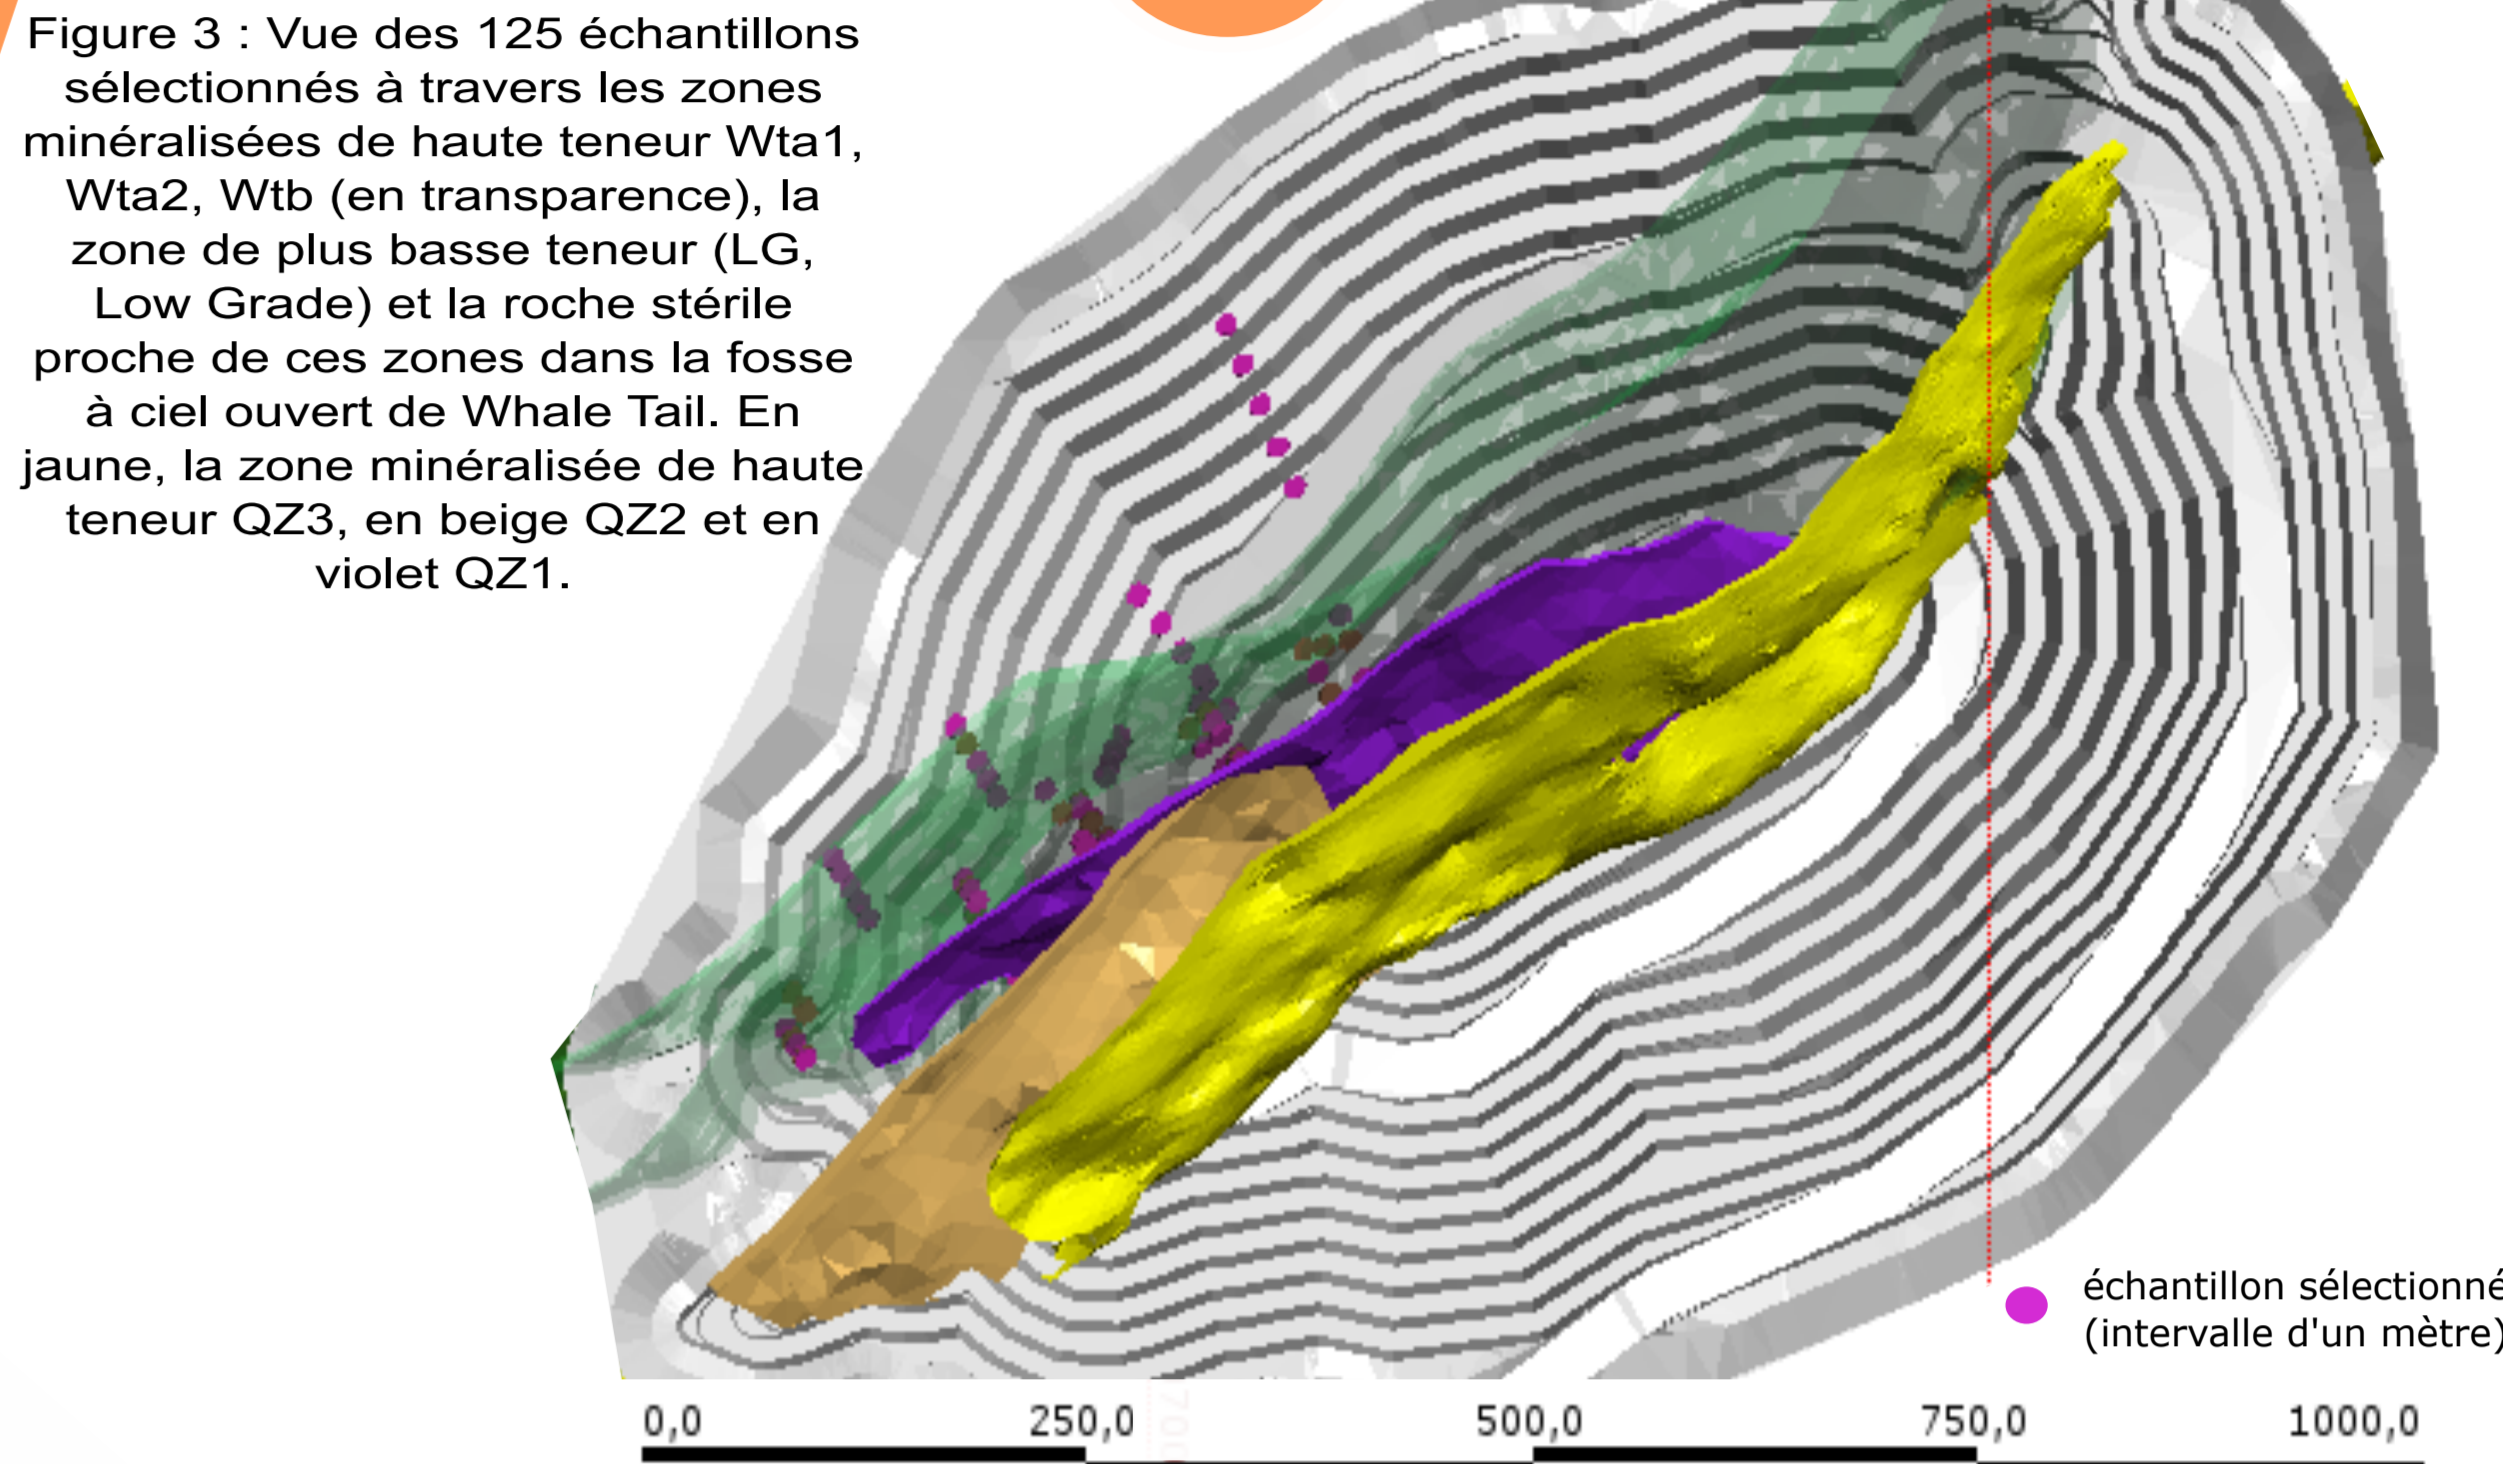 Figure 3 : Vue des 125 échantillons
sélectionnés à travers les zones
minéralisées de haute teneur Wta1,
Wta2, Wtb (en transparence), la
zone de plus basse teneur (LG,
Low Grade) et la roche stérile
proche de ces zones dans la fosse
à ciel ouvert de Whale Tail. En
jaune, la zone minéralisée de haute
teneur QZ3, en beige QZ2 et en
violet QZ1.
échantillon sélectionné
(intervalle d'un mètre)
0,0 250,0 500,0 750,0 1000,0